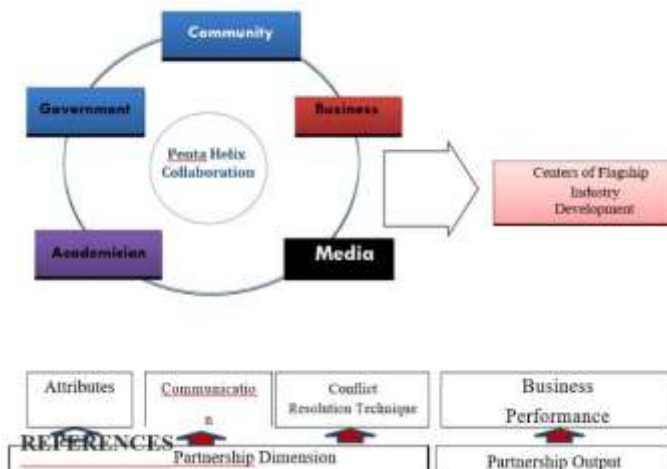 Community
Government
Business
Penta Helix
Collaboration
Centers of Flagship
Industry
Development
Academician
Media
Attributes
Communicatio
n
Conflict
Resolution Technique
Business
Performance
REFERENCES
Partnership Dimension
Partnership Output